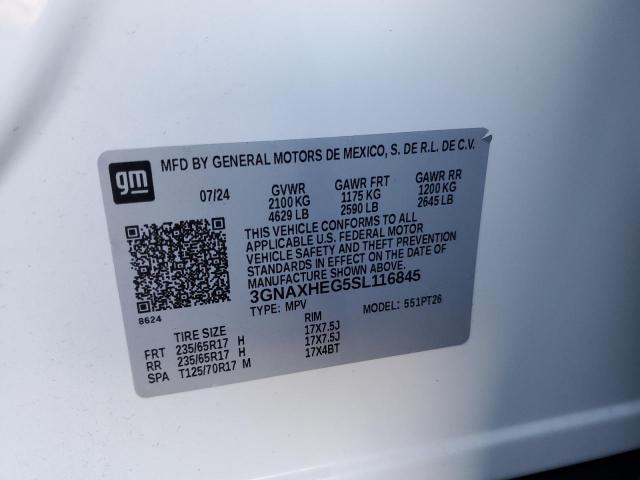 gm
MFD BY GENERAL MOTORS DE MEXICO, S. DE R.L. DE C.V.
07/24 GVWR GAWR FRT GAWR RR
2100 KG 1175 KG 1200 KG
4629 LB 2590 LB 2645 LB
THIS VEHICLE CONFORMS TO ALL
APPLICABLE U.S. FEDERAL MOTOR
VEHICLE SAFETY AND THEFT PREVENTION
STANDARDS IN EFFECT ON THE DATE OF
MANUFACTURE SHOWN ABOVE.
3GNAXHEG5SL116845
TYPE: MPV MODEL: 551PT26
8624
TIRE SIZE RIM
FRT 235/65R17 H 17X7.5J
RR 235/65R17 H 17X7.5J
SPA T125/70R17 M 17X4BT